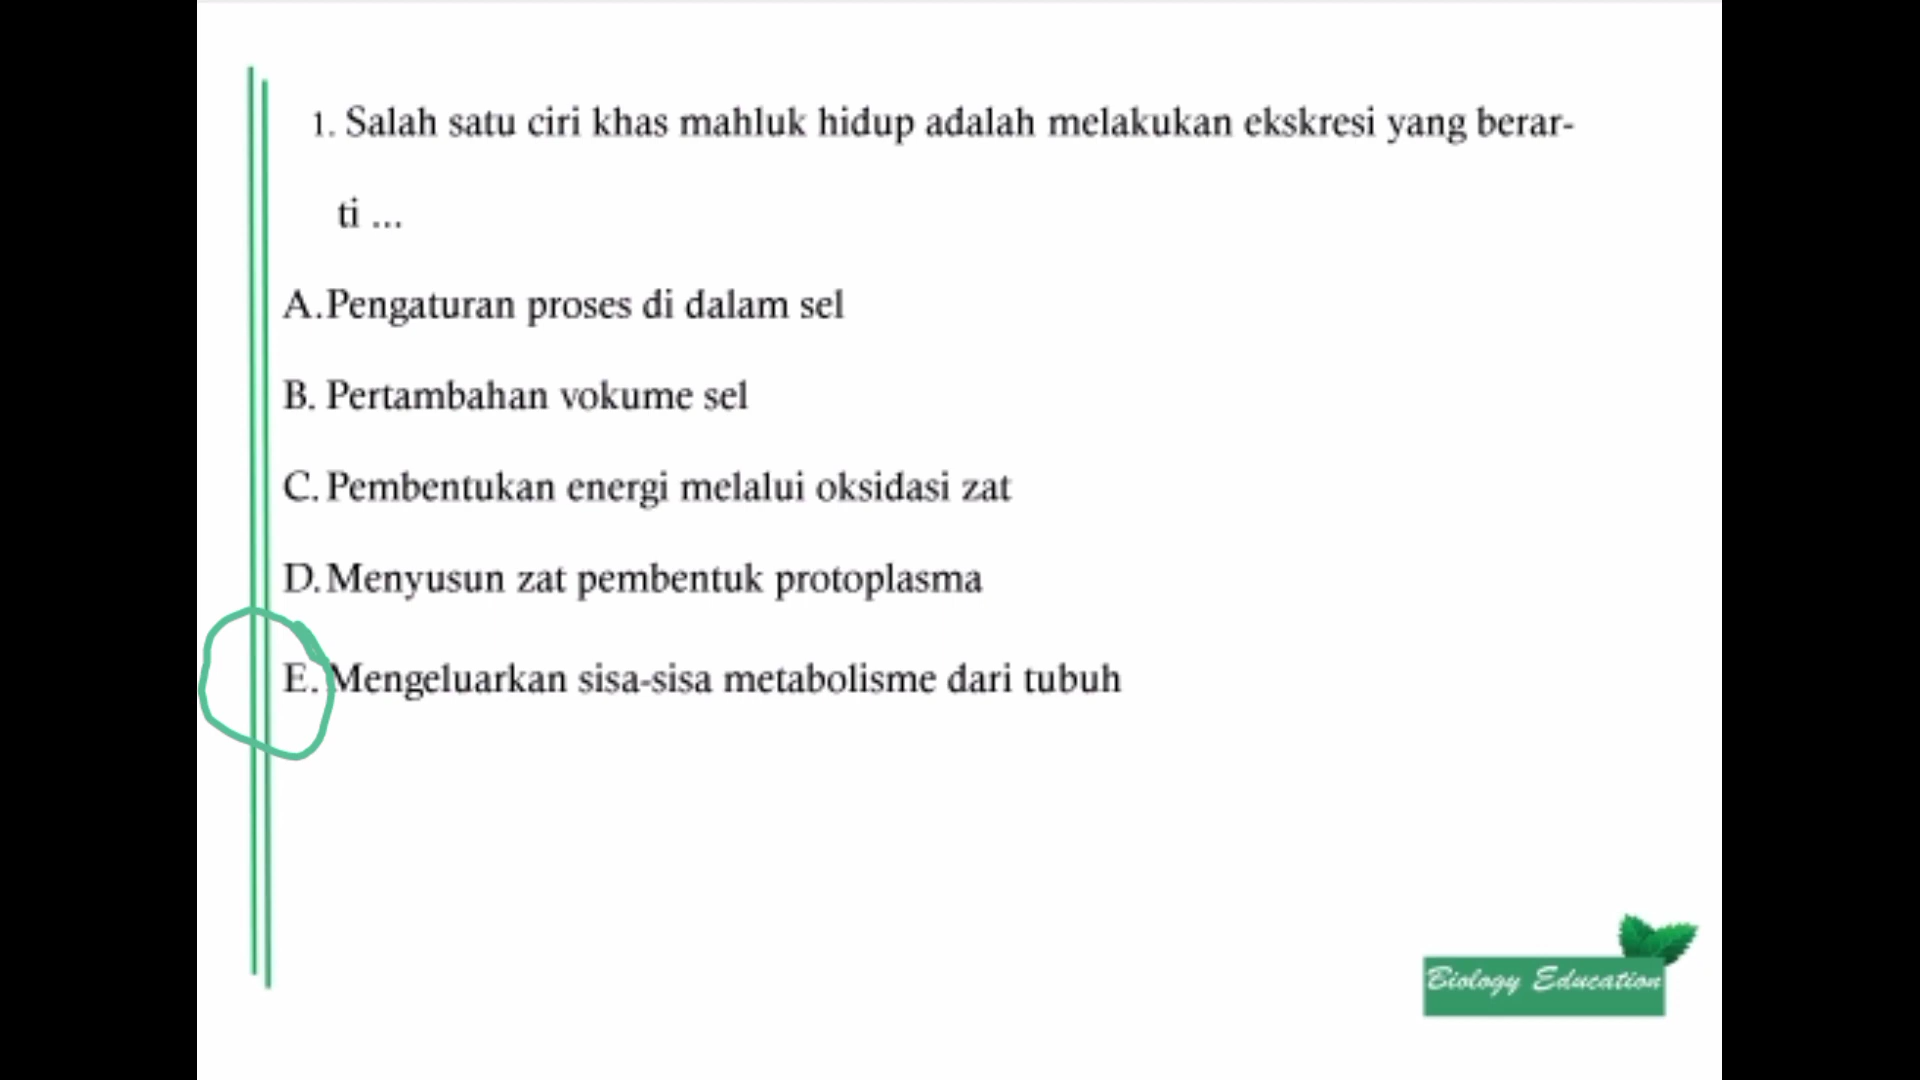 1. Salah satu ciri khas mahluk hidup adalah melakukan ekskresi yang berar-
ti ...
A. Pengaturan proses di dalam sel
B. Pertambahan vokume sel
C. Pembentukan energi melalui oksidasi zat
D. Menyusun zat pembentuk protoplasma
E. Mengeluarkan sisa-sisa metabolisme dari tubuh
Biology Education